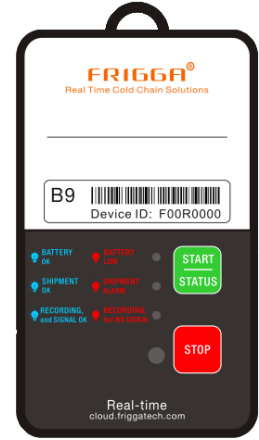 FRIGGA®
Real Time Cold Chain Solutions
B9
Device ID: F00R0000
BATTERY
OK
BATTERY
LOW
START
STATUS
SHIPMENT
OK
SHIPMENT
ALARM
RECORDING,
and SIGNAL OK
RECORDING,
but NO SIGNAL
STOP
Real-time
cloud.friggatech.com